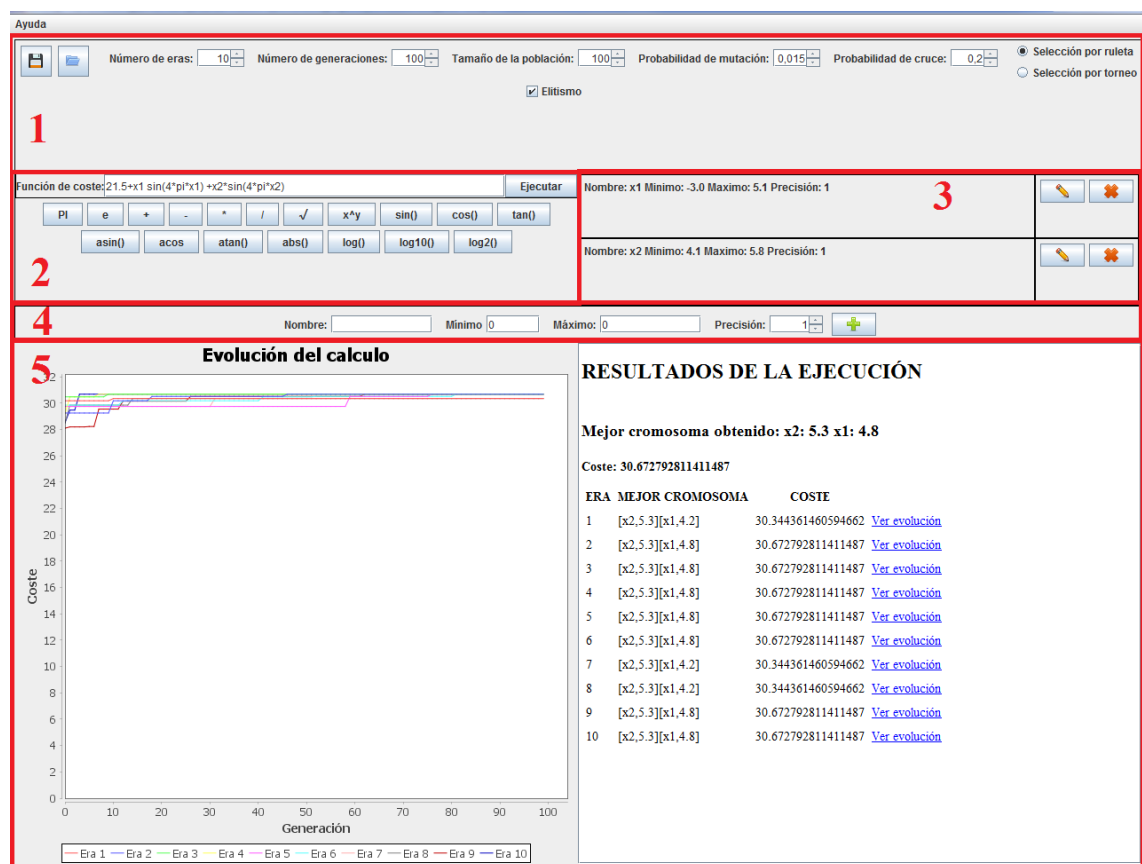 Ayuda
Número de eras: 10 Número de generaciones: 100 Tamaño de la población: 100 Probabilidad de mutación: 0,015 Probabilidad de cruce: 0,2 Selección por ruleta
Selección por torneo
Elitismo
1
Función de coste: 21.5+x1 sin(4*pi*x1) +x2*sin(4*pi*x2) Ejecutar
PI e + - * / √ x^y sin() cos() tan()
asin() acos atan() abs() log() log10() log2()
2
Nombre: x1 Minimo: -3.0 Maximo: 5.1 Precisión: 1
3
Nombre: x2 Minimo: 4.1 Maximo: 5.8 Precisión: 1
4
Nombre: Mínimo 0 Máximo: 0 Precisión: 1
5
Evolución del calculo
32
30
28
26
24
22
20
18
16
14
12
10
8
6
4
2
0
Coste
0 10 20 30 40 50 60 70 80 90 100
Generación
Era 1 Era 2 Era 3 Era 4 Era 5 Era 6 Era 7 Era 8 Era 9 Era 10
RESULTADOS DE LA EJECUCIÓN
Mejor cromosoma obtenido: x2: 5.3 x1: 4.8
Coste: 30.672792811411487
ERA MEJOR CROMOSOMA COSTE
1 [x2,5.3][x1,4.2] 30.344361460594662 Ver evolución
2 [x2,5.3][x1,4.8] 30.672792811411487 Ver evolución
3 [x2,5.3][x1,4.8] 30.672792811411487 Ver evolución
4 [x2,5.3][x1,4.8] 30.672792811411487 Ver evolución
5 [x2,5.3][x1,4.8] 30.672792811411487 Ver evolución
6 [x2,5.3][x1,4.8] 30.672792811411487 Ver evolución
7 [x2,5.3][x1,4.2] 30.344361460594662 Ver evolución
8 [x2,5.3][x1,4.2] 30.344361460594662 Ver evolución
9 [x2,5.3][x1,4.8] 30.672792811411487 Ver evolución
10 [x2,5.3][x1,4.8] 30.672792811411487 Ver evolución